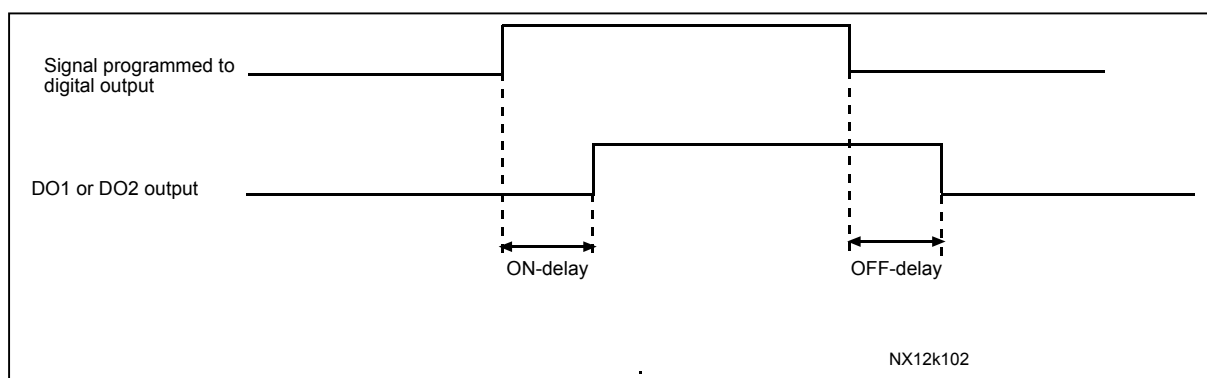 Signal programmed to
digital output
DO1 or DO2 output
ON-delay
OFF-delay
NX12k102